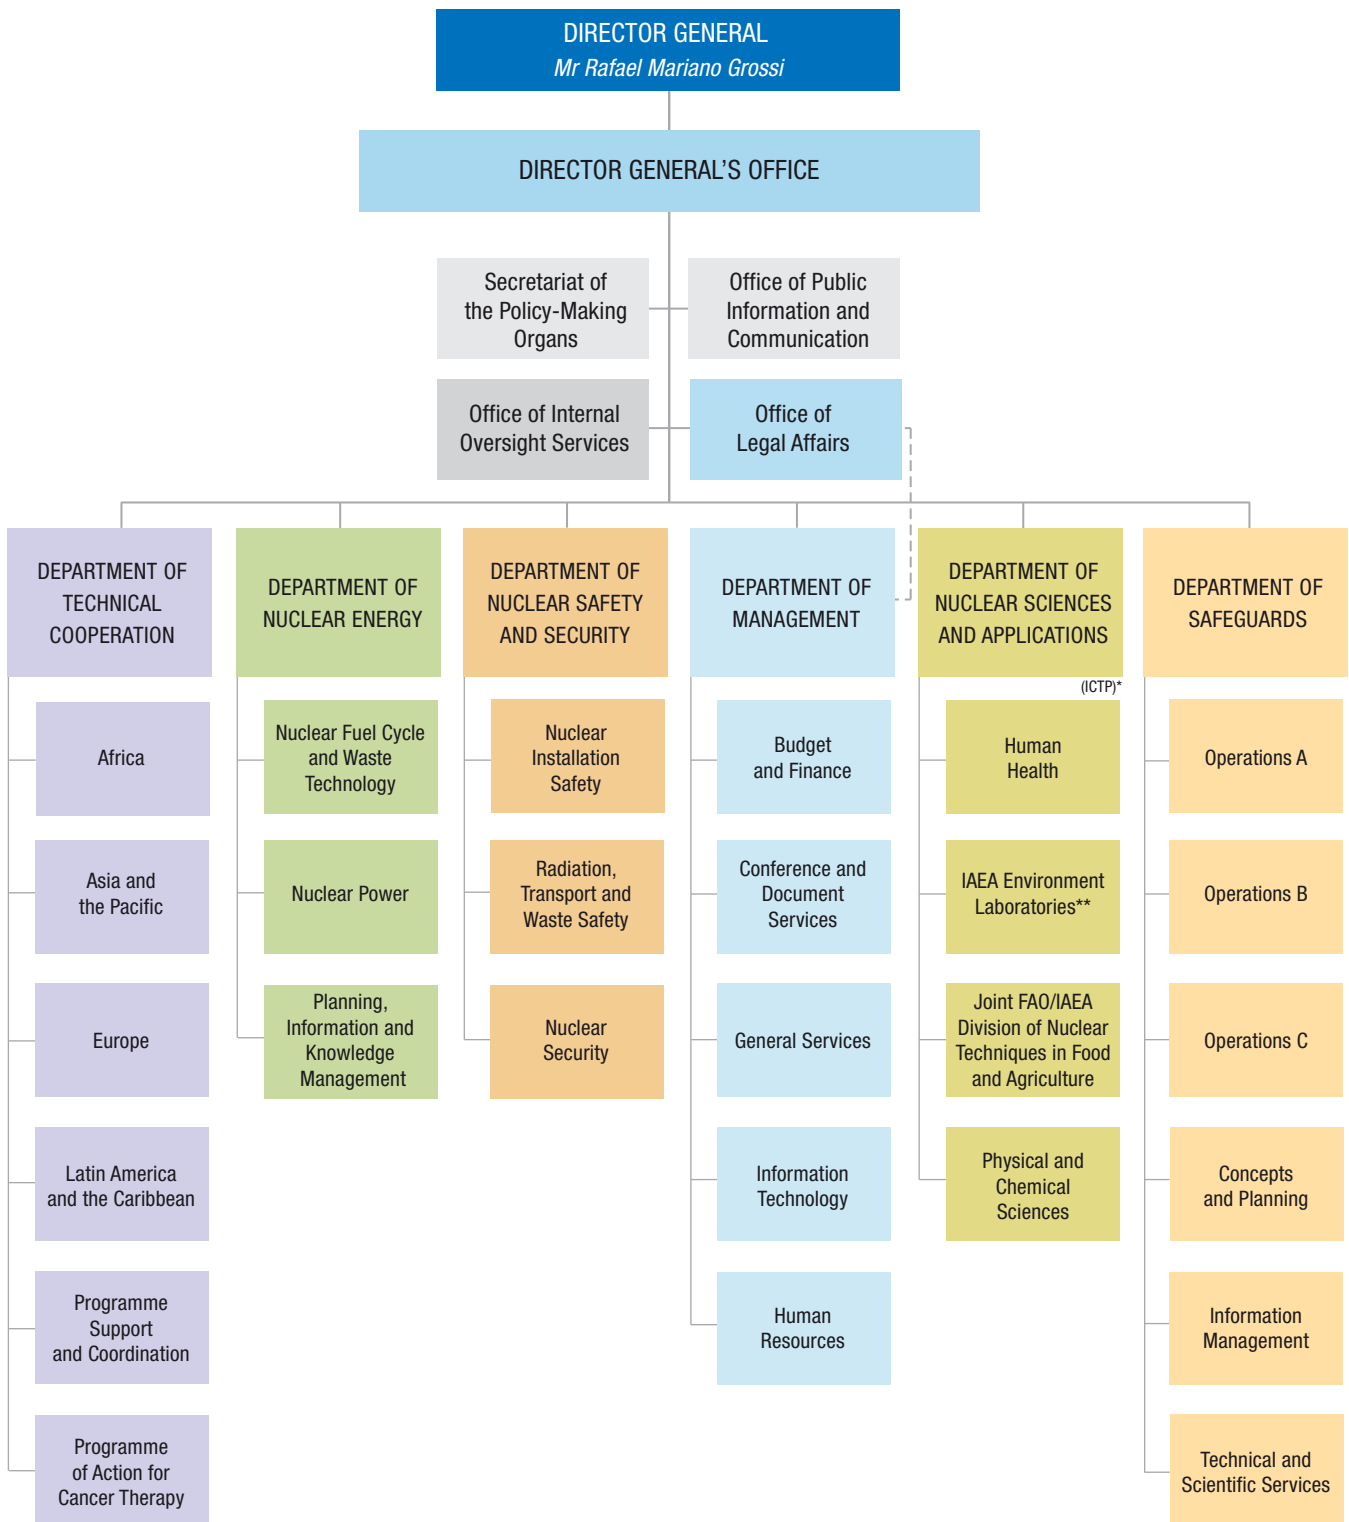 DIRECTOR GENERAL
Mr Rafael Mariano Grossi
DIRECTOR GENERAL’S OFFICE
Secretariat of
the Policy-Making
Organs
Office of Public
Information and
Communication
Office of Internal
Oversight Services
Office of
Legal Affairs
DEPARTMENT OF
TECHNICAL
COOPERATION
Africa
Asia and
the Pacific
Europe
Latin America
and the Caribbean
Programme
Support
and Coordination
Programme
of Action for
Cancer Therapy
DEPARTMENT OF
NUCLEAR ENERGY
Nuclear Fuel Cycle
and Waste
Technology
Nuclear Power
Planning,
Information and
Knowledge
Management
DEPARTMENT OF
NUCLEAR SAFETY
AND SECURITY
Nuclear
Installation
Safety
Radiation,
Transport and
Waste Safety
Nuclear
Security
DEPARTMENT OF
MANAGEMENT
Budget
and Finance
Conference and
Document
Services
General Services
Information
Technology
Human
Resources
DEPARTMENT OF
NUCLEAR SCIENCES
AND APPLICATIONS
(ICTP)*
Human
Health
IAEA Environment
Laboratories**
Joint FAO/IAEA
Division of Nuclear
Techniques in Food
and Agriculture
Physical and
Chemical
Sciences
DEPARTMENT OF
SAFEGUARDS
Operations A
Operations B
Operations C
Concepts
and Planning
Information
Management
Technical and
Scientific Services